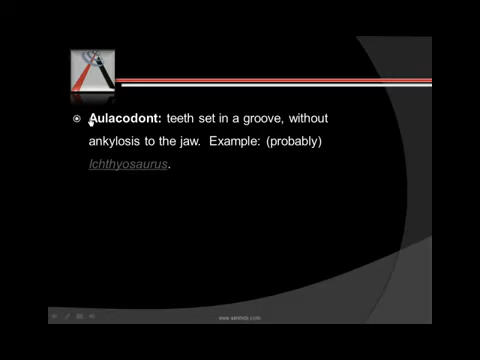 Aulacodont: teeth set in a groove, without
ankylosis to the jaw. Example: (probably)
Ichthyosaurus.